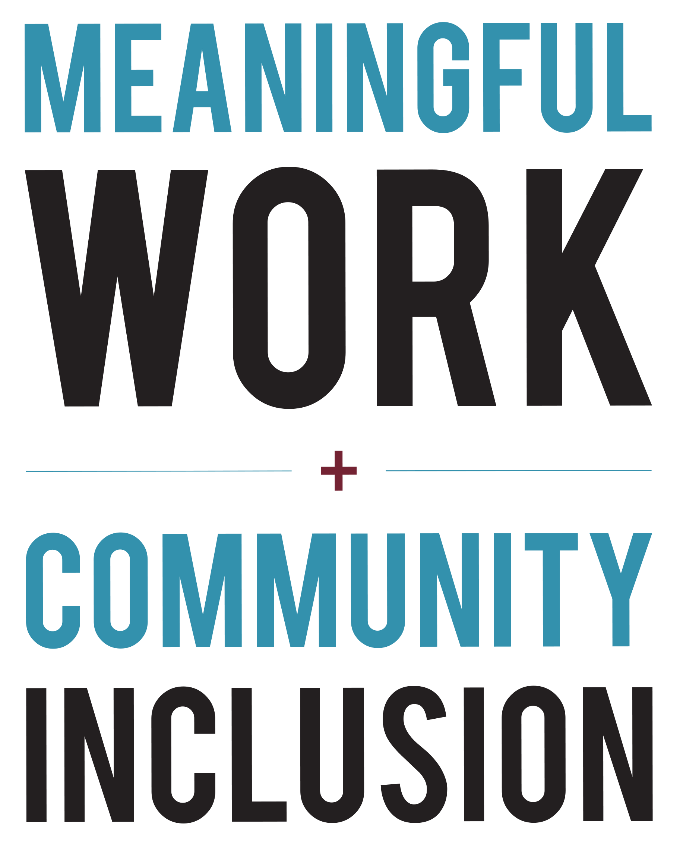 MEANINGFUL
WORK
+
COMMUNITY
INCLUSION